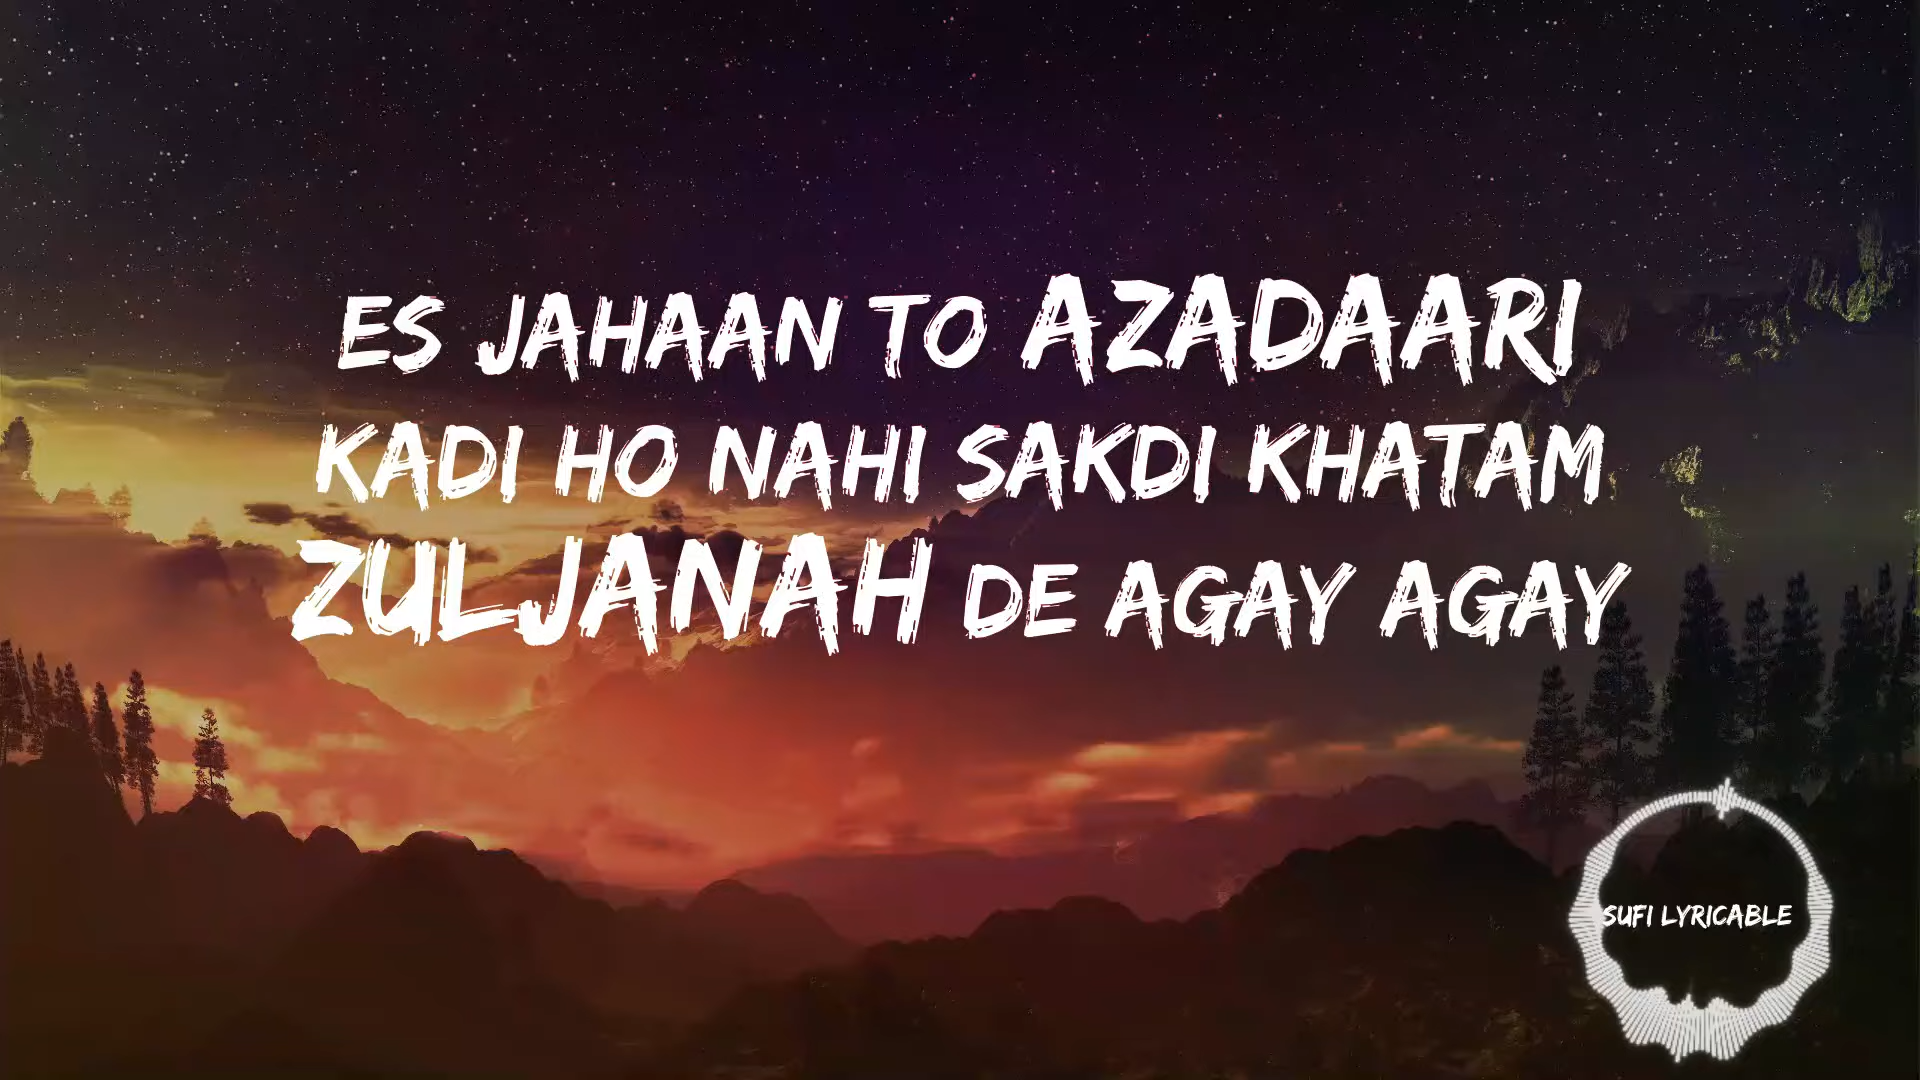 ES JAHAAN TO AZADAARI
KADI HO NAHI SAKDI KHATAM
ZULJANAH DE AGAY AGAY
SUFI LYRICABLE